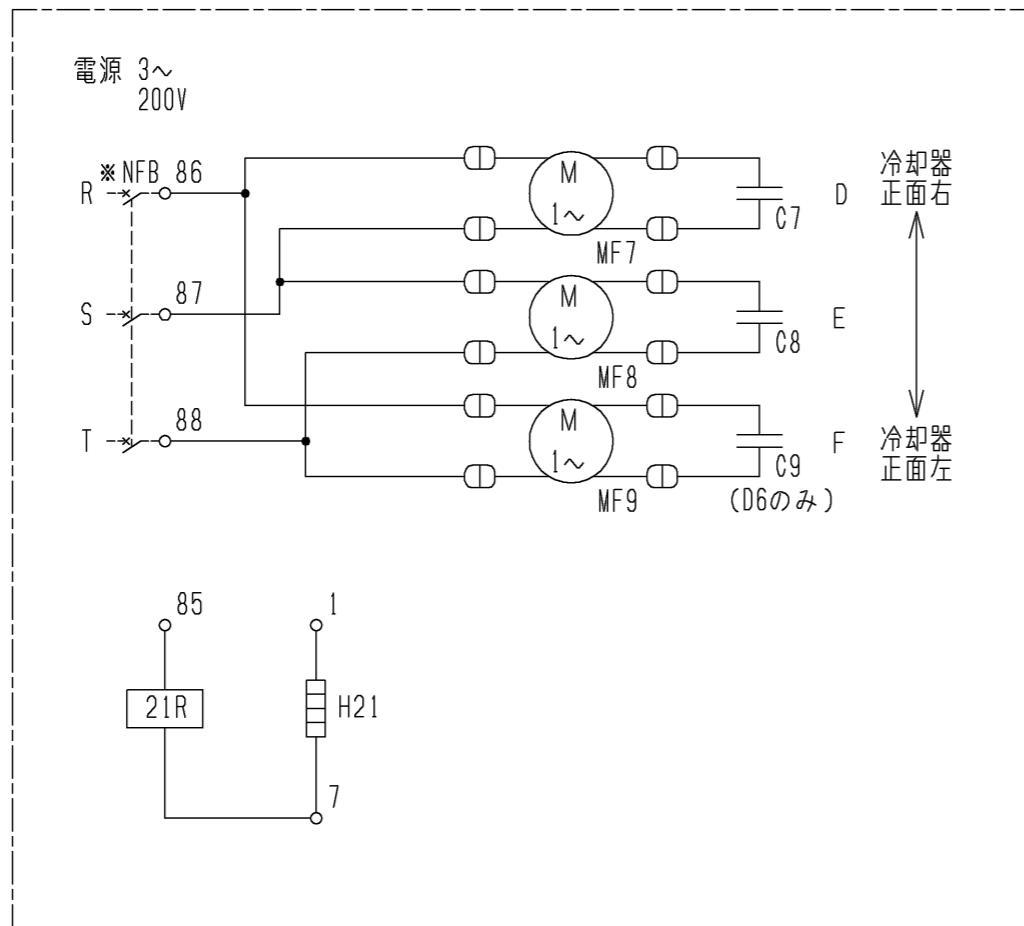 電源 3～
200V
R ※NFB 86
S 87
T 88
M
1～
MF7
C7
D
冷却器
正面右
M
1～
MF8
C8
E
M
1～
MF9
C9
(D6のみ)
F
冷却器
正面左
85
1
21R
H21
7